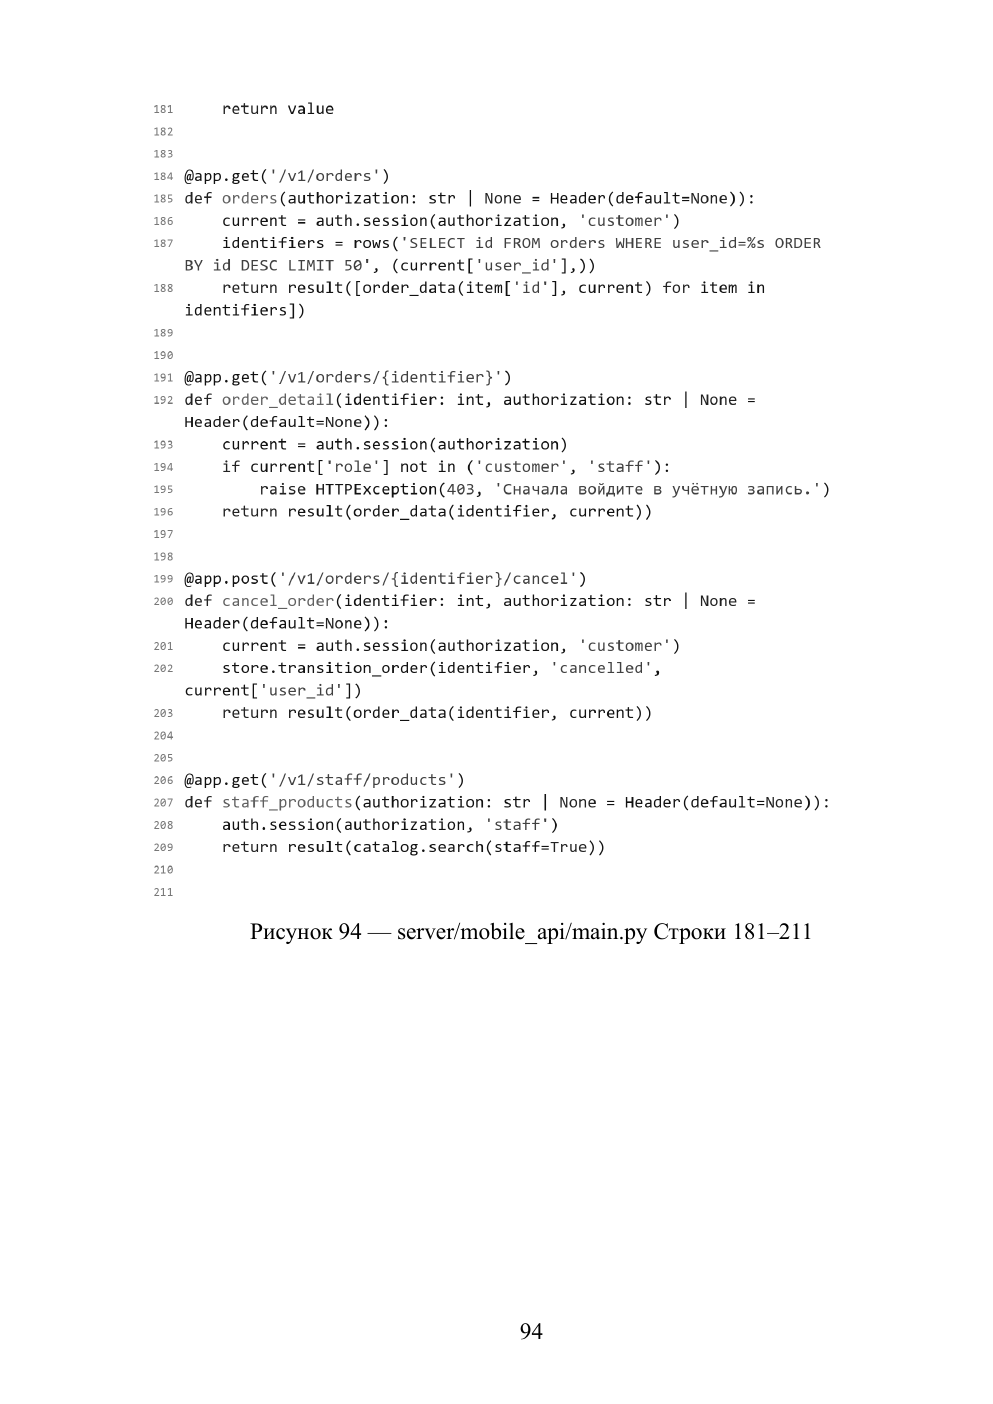 181     return value
182
183
184 @app.get('/v1/orders')
185 def orders(authorization: str | None = Header(default=None)):
186     current = auth.session(authorization, 'customer')
187     identifiers = rows('SELECT id FROM orders WHERE user_id=%s ORDER
BY id DESC LIMIT 50', (current['user_id'],))
188     return result([order_data(item['id'], current) for item in
identifiers])
189
190
191 @app.get('/v1/orders/{identifier}')
192 def order_detail(identifier: int, authorization: str | None =
Header(default=None)):
193     current = auth.session(authorization)
194     if current['role'] not in ('customer', 'staff'):
195         raise HTTPException(403, 'Сначала войдите в учётную запись.')
196     return result(order_data(identifier, current))
197
198
199 @app.post('/v1/orders/{identifier}/cancel')
200 def cancel_order(identifier: int, authorization: str | None =
Header(default=None)):
201     current = auth.session(authorization, 'customer')
202     store.transition_order(identifier, 'cancelled',
current['user_id'])
203     return result(order_data(identifier, current))
204
205
206 @app.get('/v1/staff/products')
207 def staff_products(authorization: str | None = Header(default=None)):
208     auth.session(authorization, 'staff')
209     return result(catalog.search(staff=True))
210
211
Рисунок 94 — server/mobile_api/main.py Строки 181–211
94